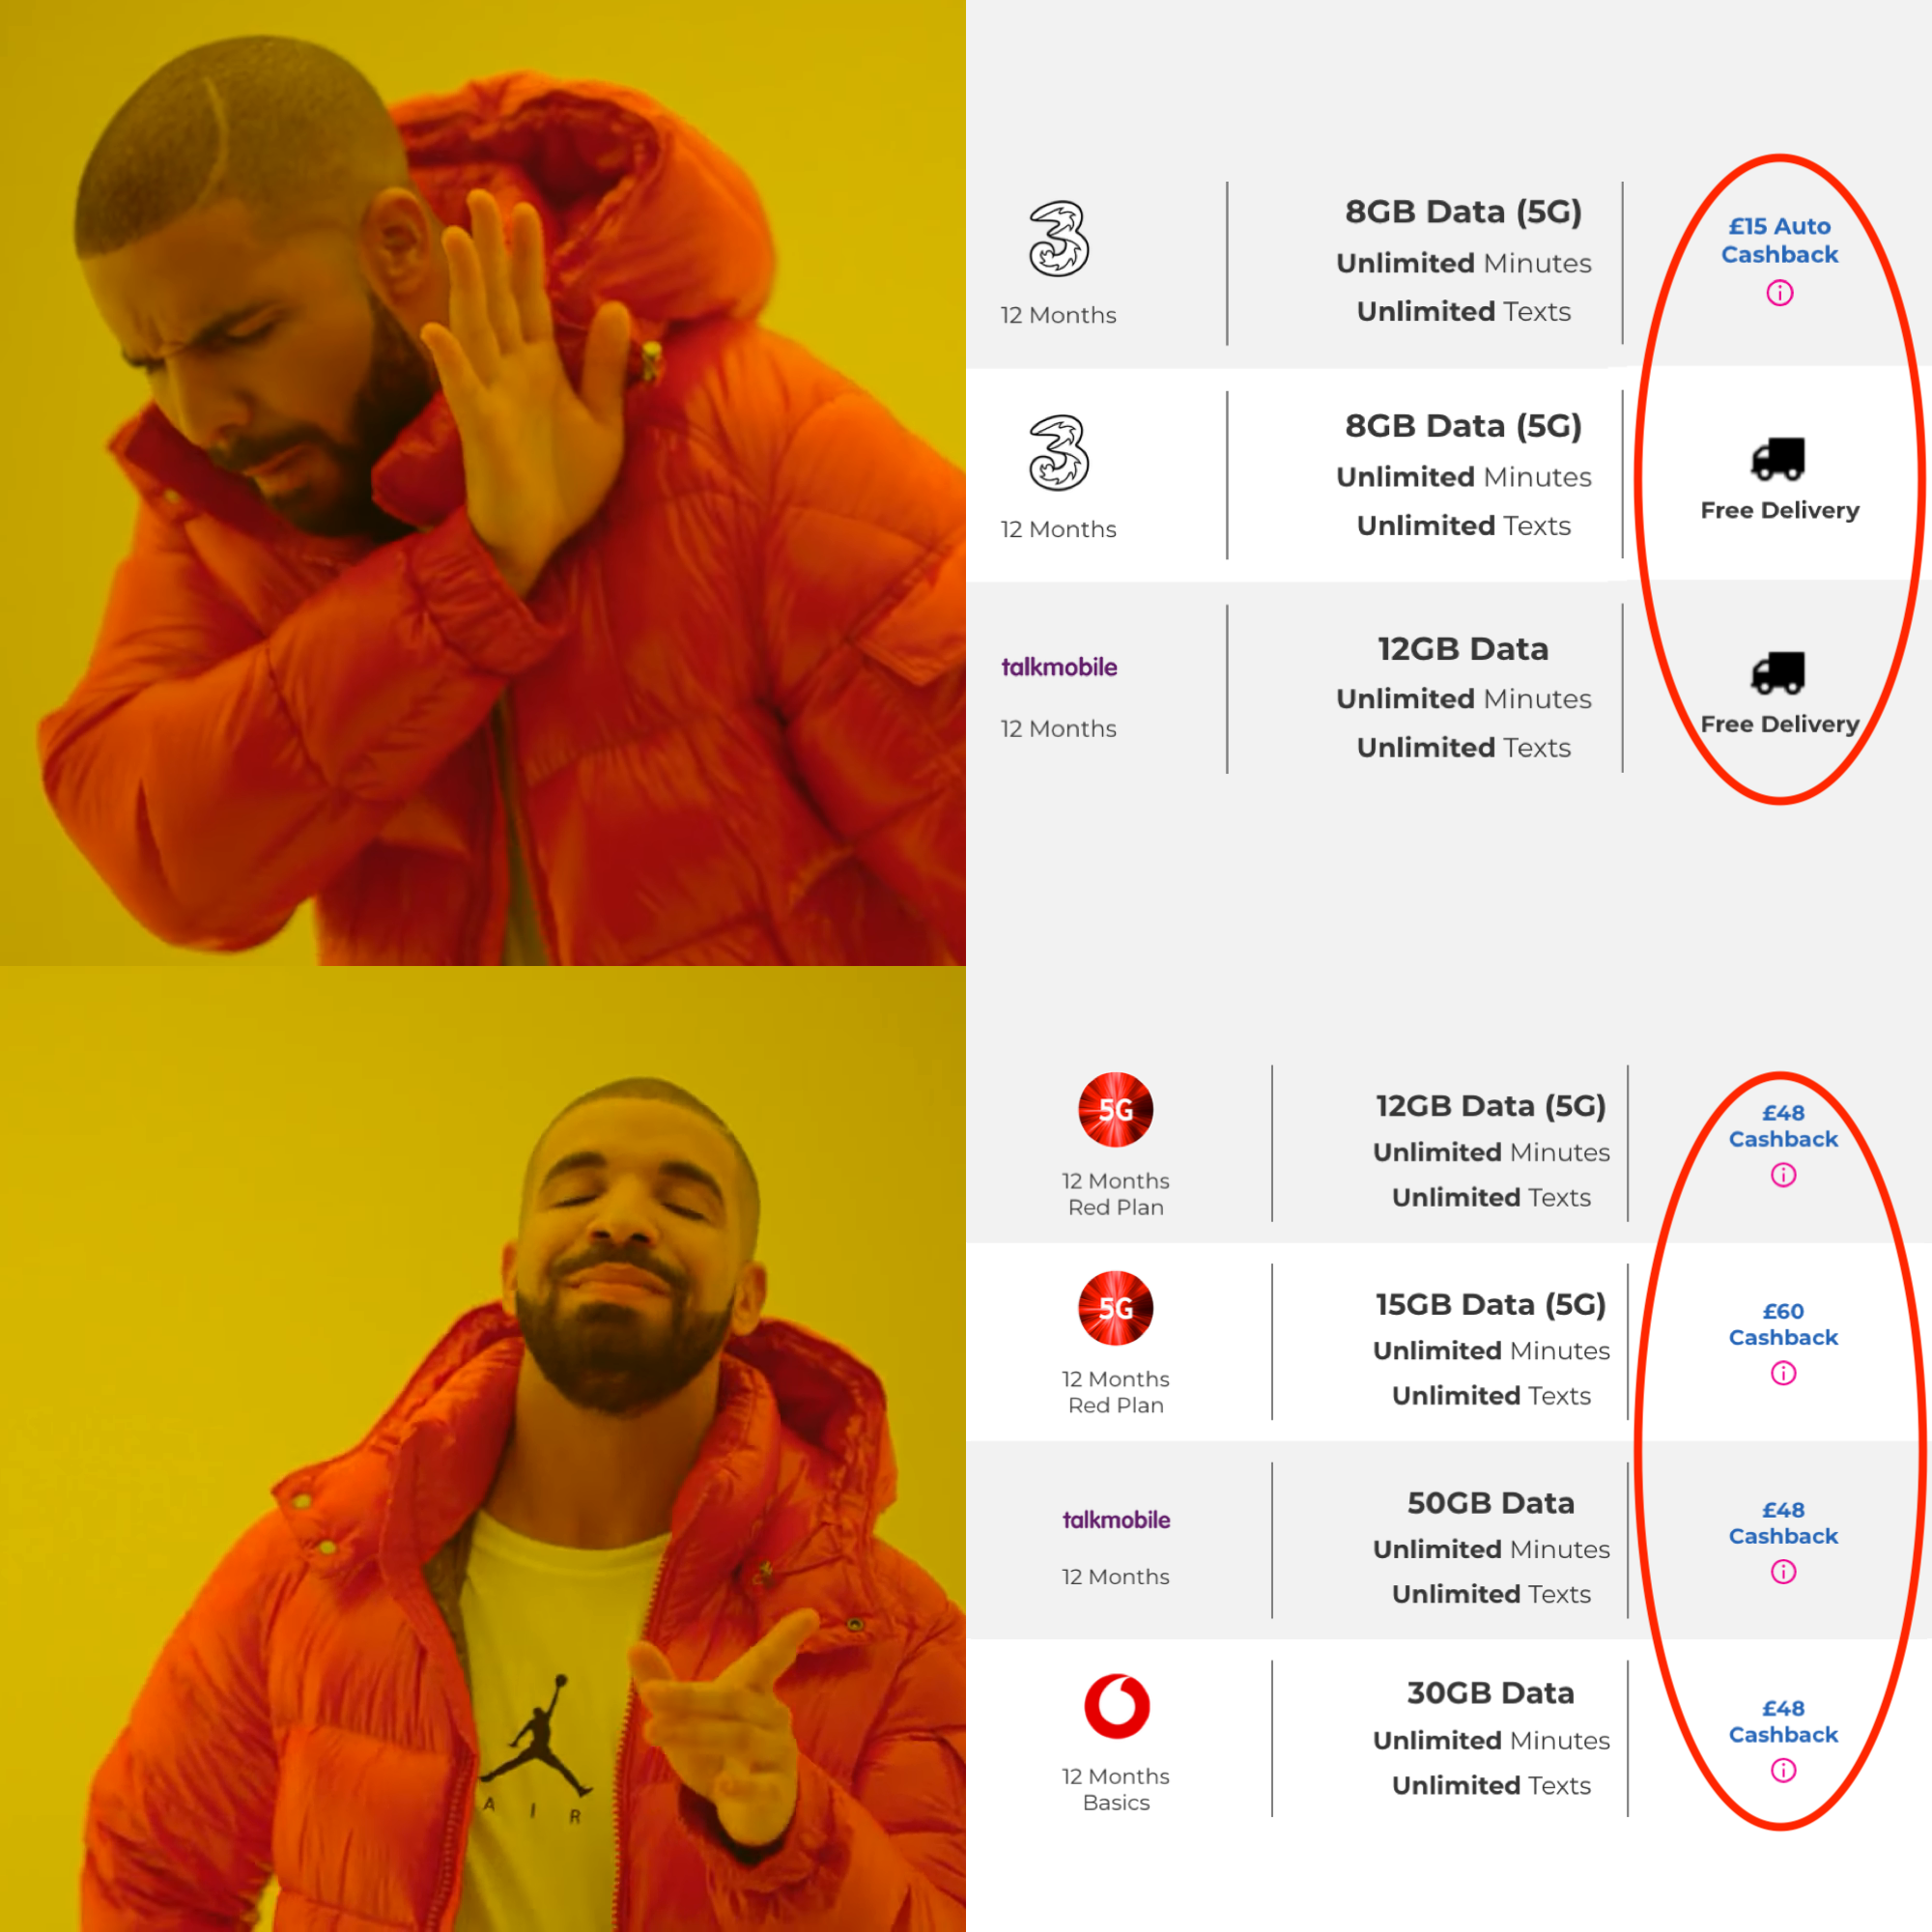 8GB Data (5G)
Unlimited Minutes
Unlimited Texts
12 Months
£15 Auto
Cashback
8GB Data (5G)
Unlimited Minutes
Unlimited Texts
12 Months
Free Delivery
talkmobile
12 Months
12GB Data
Unlimited Minutes
Unlimited Texts
Free Delivery
5G
12 Months
Red Plan
12GB Data (5G)
Unlimited Minutes
Unlimited Texts
£48
Cashback
5G
12 Months
Red Plan
15GB Data (5G)
Unlimited Minutes
Unlimited Texts
£60
Cashback
talkmobile
12 Months
50GB Data
Unlimited Minutes
Unlimited Texts
£48
Cashback
12 Months
Basics
30GB Data
Unlimited Minutes
Unlimited Texts
£48
Cashback
AIR